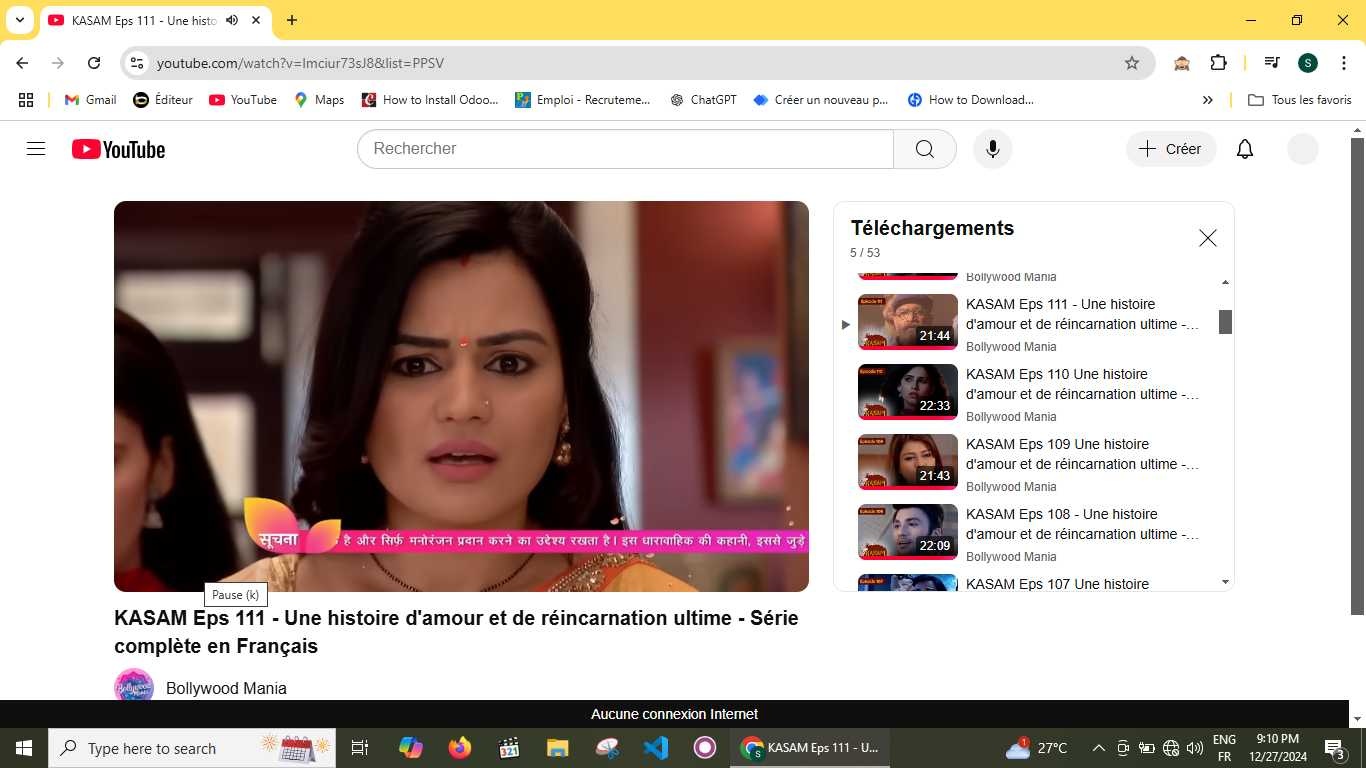 KASAM Eps 111 - Une histo
youtube.com/watch?v=Imciur73sJ8&list=PPSV
S
Gmail
Éditeur
YouTube
Maps
How to Install Odoo...
Emploi - Recruteme...
ChatGPT
Créer un nouveau p...
How to Download...
Tous les favoris
YouTube
Rechercher
Créer
Téléchargements
5 / 53
Bollywood Mania
KASAM Eps 111 - Une histoire
d'amour et de réincarnation ultime -...
21:44
Bollywood Mania
KASAM Eps 110 Une histoire
d'amour et de réincarnation ultime -...
22:33
Bollywood Mania
KASAM Eps 109 Une histoire
d'amour et de réincarnation ultime -...
21:43
Bollywood Mania
KASAM Eps 108 - Une histoire
d'amour et de réincarnation ultime -...
22:09
Bollywood Mania
KASAM Eps 107 Une histoire
सूचना
है और सिर्फ मनोरंजन प्रदान करने का उद्देश्य रखता है। इस धारावाहिक की कहानी, इससे जुड़े
Pause (k)
KASAM Eps 111 - Une histoire d'amour et de réincarnation ultime - Série
complète en Français
Bollywood Mania
Aucune connexion Internet
Type here to search
KASAM Eps 111 - U...
27°C
ENG
FR
9:10 PM
12/27/2024
3